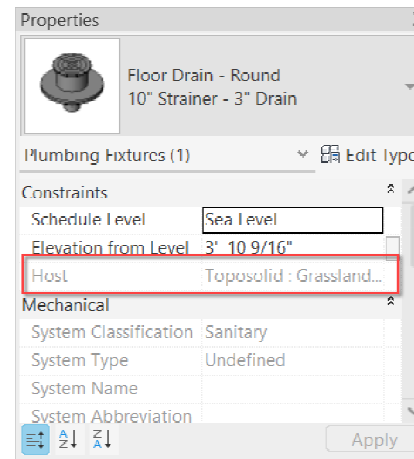 Properties
Floor Drain - Round
10" Strainer - 3" Drain
Plumbing Fixtures (1) Edit Type
Constraints
Schedule Level Sea Level
Elevation from Level 3' 10 9/16"
Host Toposolid : Grassland...
Mechanical
System Classification Sanitary
System Type Undefined
System Name
System Abbreviation
Apply